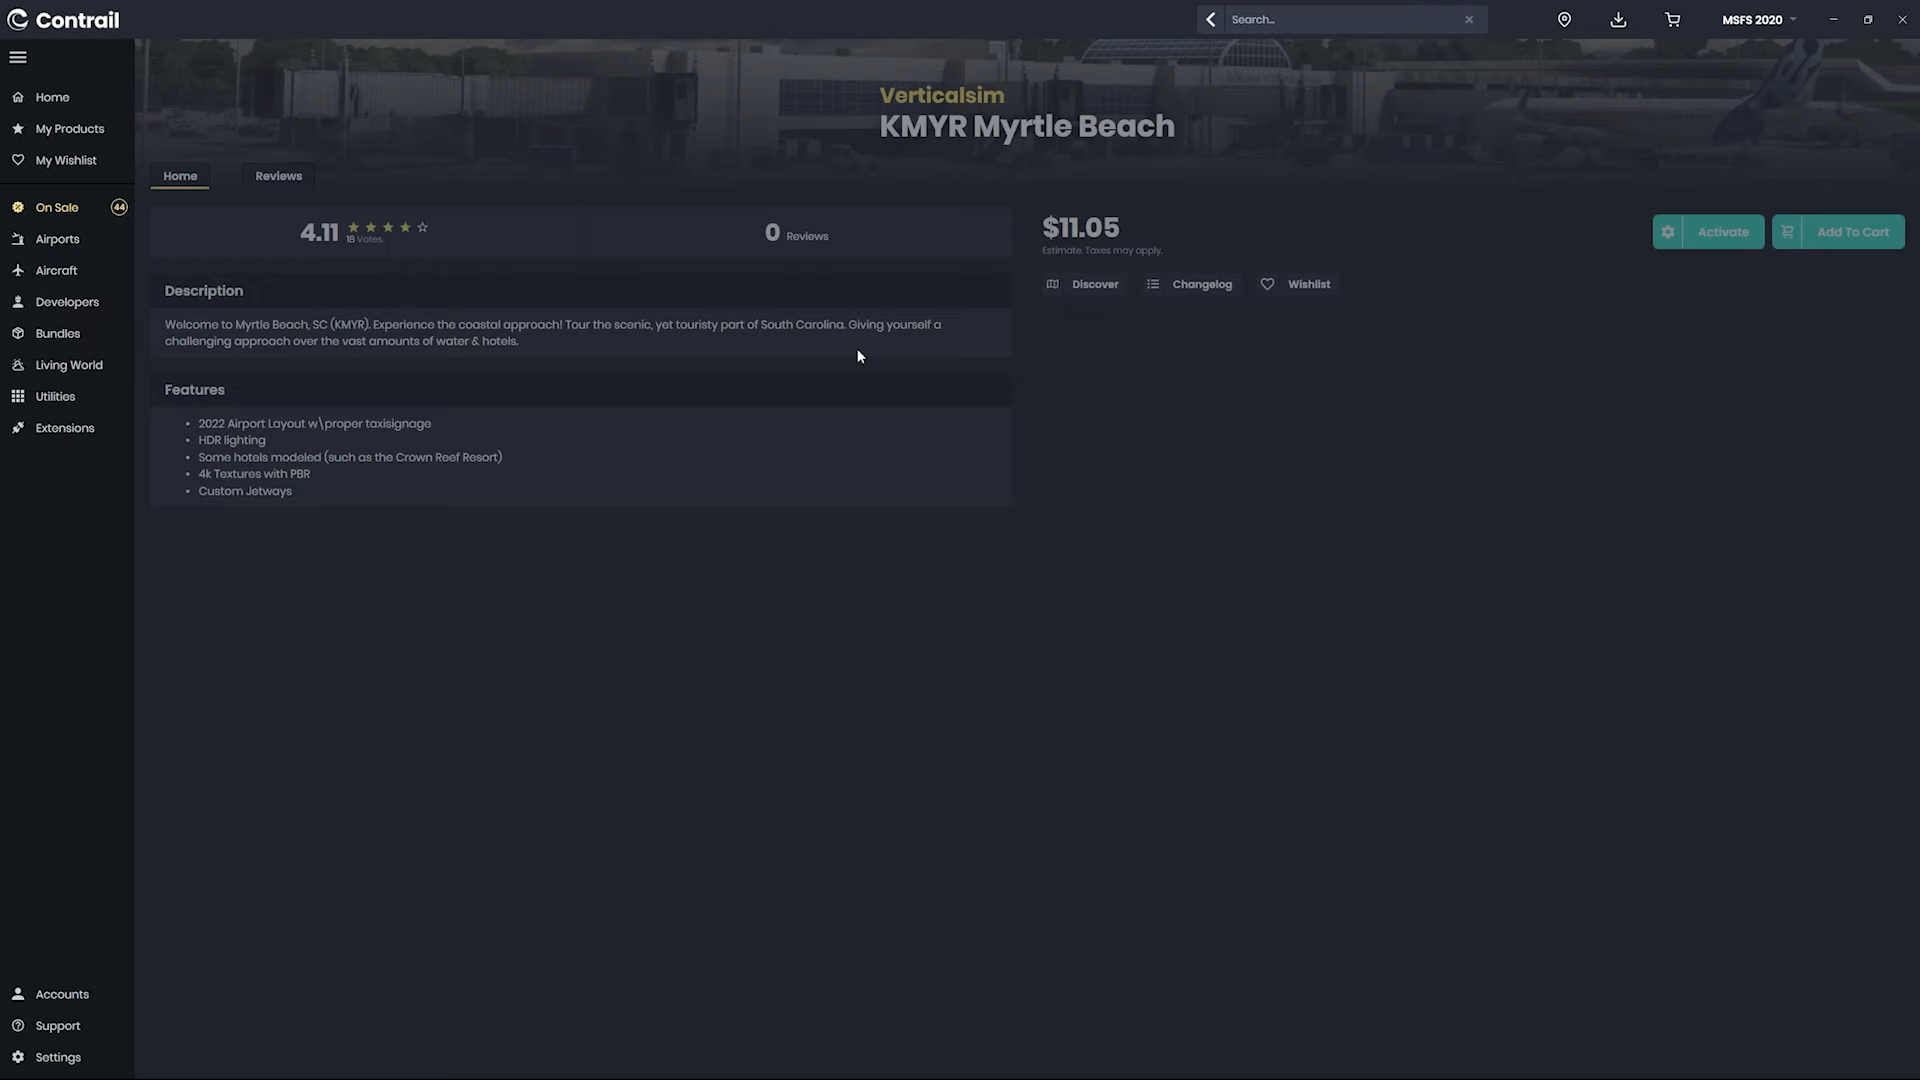 Contrail
Search...
MSFS 2020
Home
My Products
My Wishlist
On Sale
44
Airports
Aircraft
Developers
Bundles
Living World
Utilities
Extensions
Accounts
Support
Settings
Verticalsim
KMYR Myrtle Beach
Home
Reviews
4.11
18 Votes.
0 Reviews
Description
Welcome to Myrtle Beach, SC (KMYR). Experience the coastal approach! Tour the scenic, yet touristy part of South Carolina. Giving yourself a
challenging approach over the vast amounts of water & hotels.
Features
• 2022 Airport Layout w\proper taxisignage
• HDR lighting
• Some hotels modeled (such as the Crown Reef Resort)
• 4k Textures with PBR
• Custom Jetways
$11.05
Estimate. Taxes may apply.
Activate
Add To Cart
Discover
Changelog
Wishlist